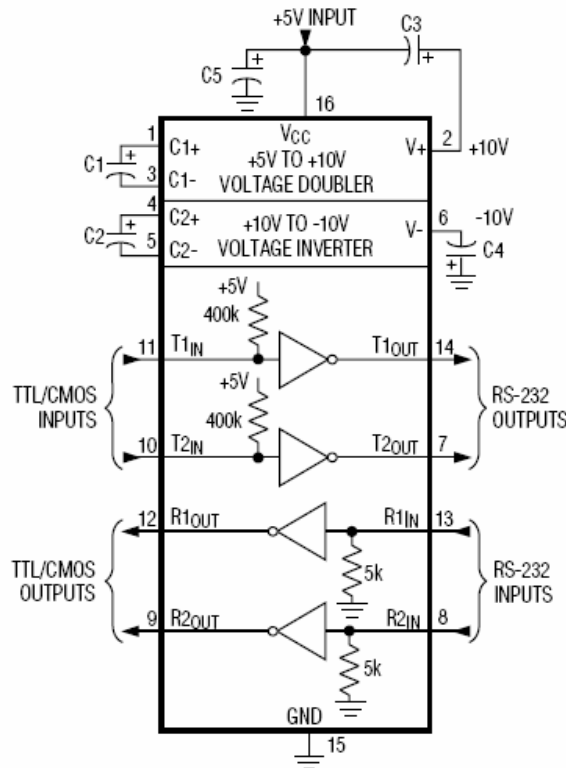 +5V INPUT
C3
+
C5
+
16
1
C1+
VCC
V+
2
+10V
C1
+
+5V TO +10V
3
C1-
VOLTAGE DOUBLER
4
C2+
+10V TO -10V
V-
6
-10V
C2
+
5
C2-
VOLTAGE INVERTER
C4
+
+5V
400k
11
T1IN
T1OUT
14
TTL/CMOS
INPUTS
+5V
400k
RS-232
OUTPUTS
10
T2IN
T2OUT
7
12
R1OUT
R1IN
13
TTL/CMOS
OUTPUTS
5k
RS-232
INPUTS
9
R2OUT
R2IN
8
5k
GND
15